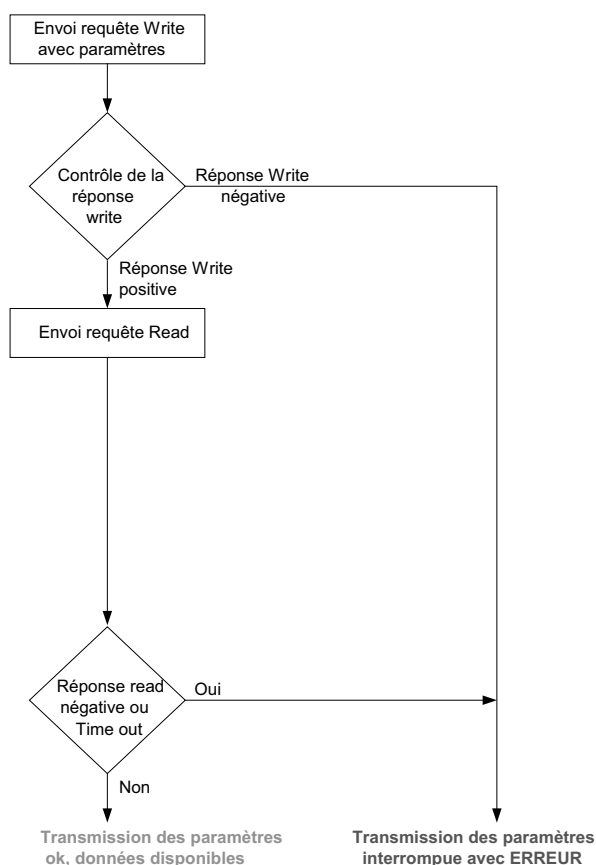 Envoi requête Write
avec paramètres
Contrôle de la
réponse
write
Réponse Write
négative
Réponse Write
positive
Envoi requête Read
Réponse read
négative ou
Time out
Oui
Non
Transmission des paramètres
ok, données disponibles
Transmission des paramètres
interrompue avec ERREUR